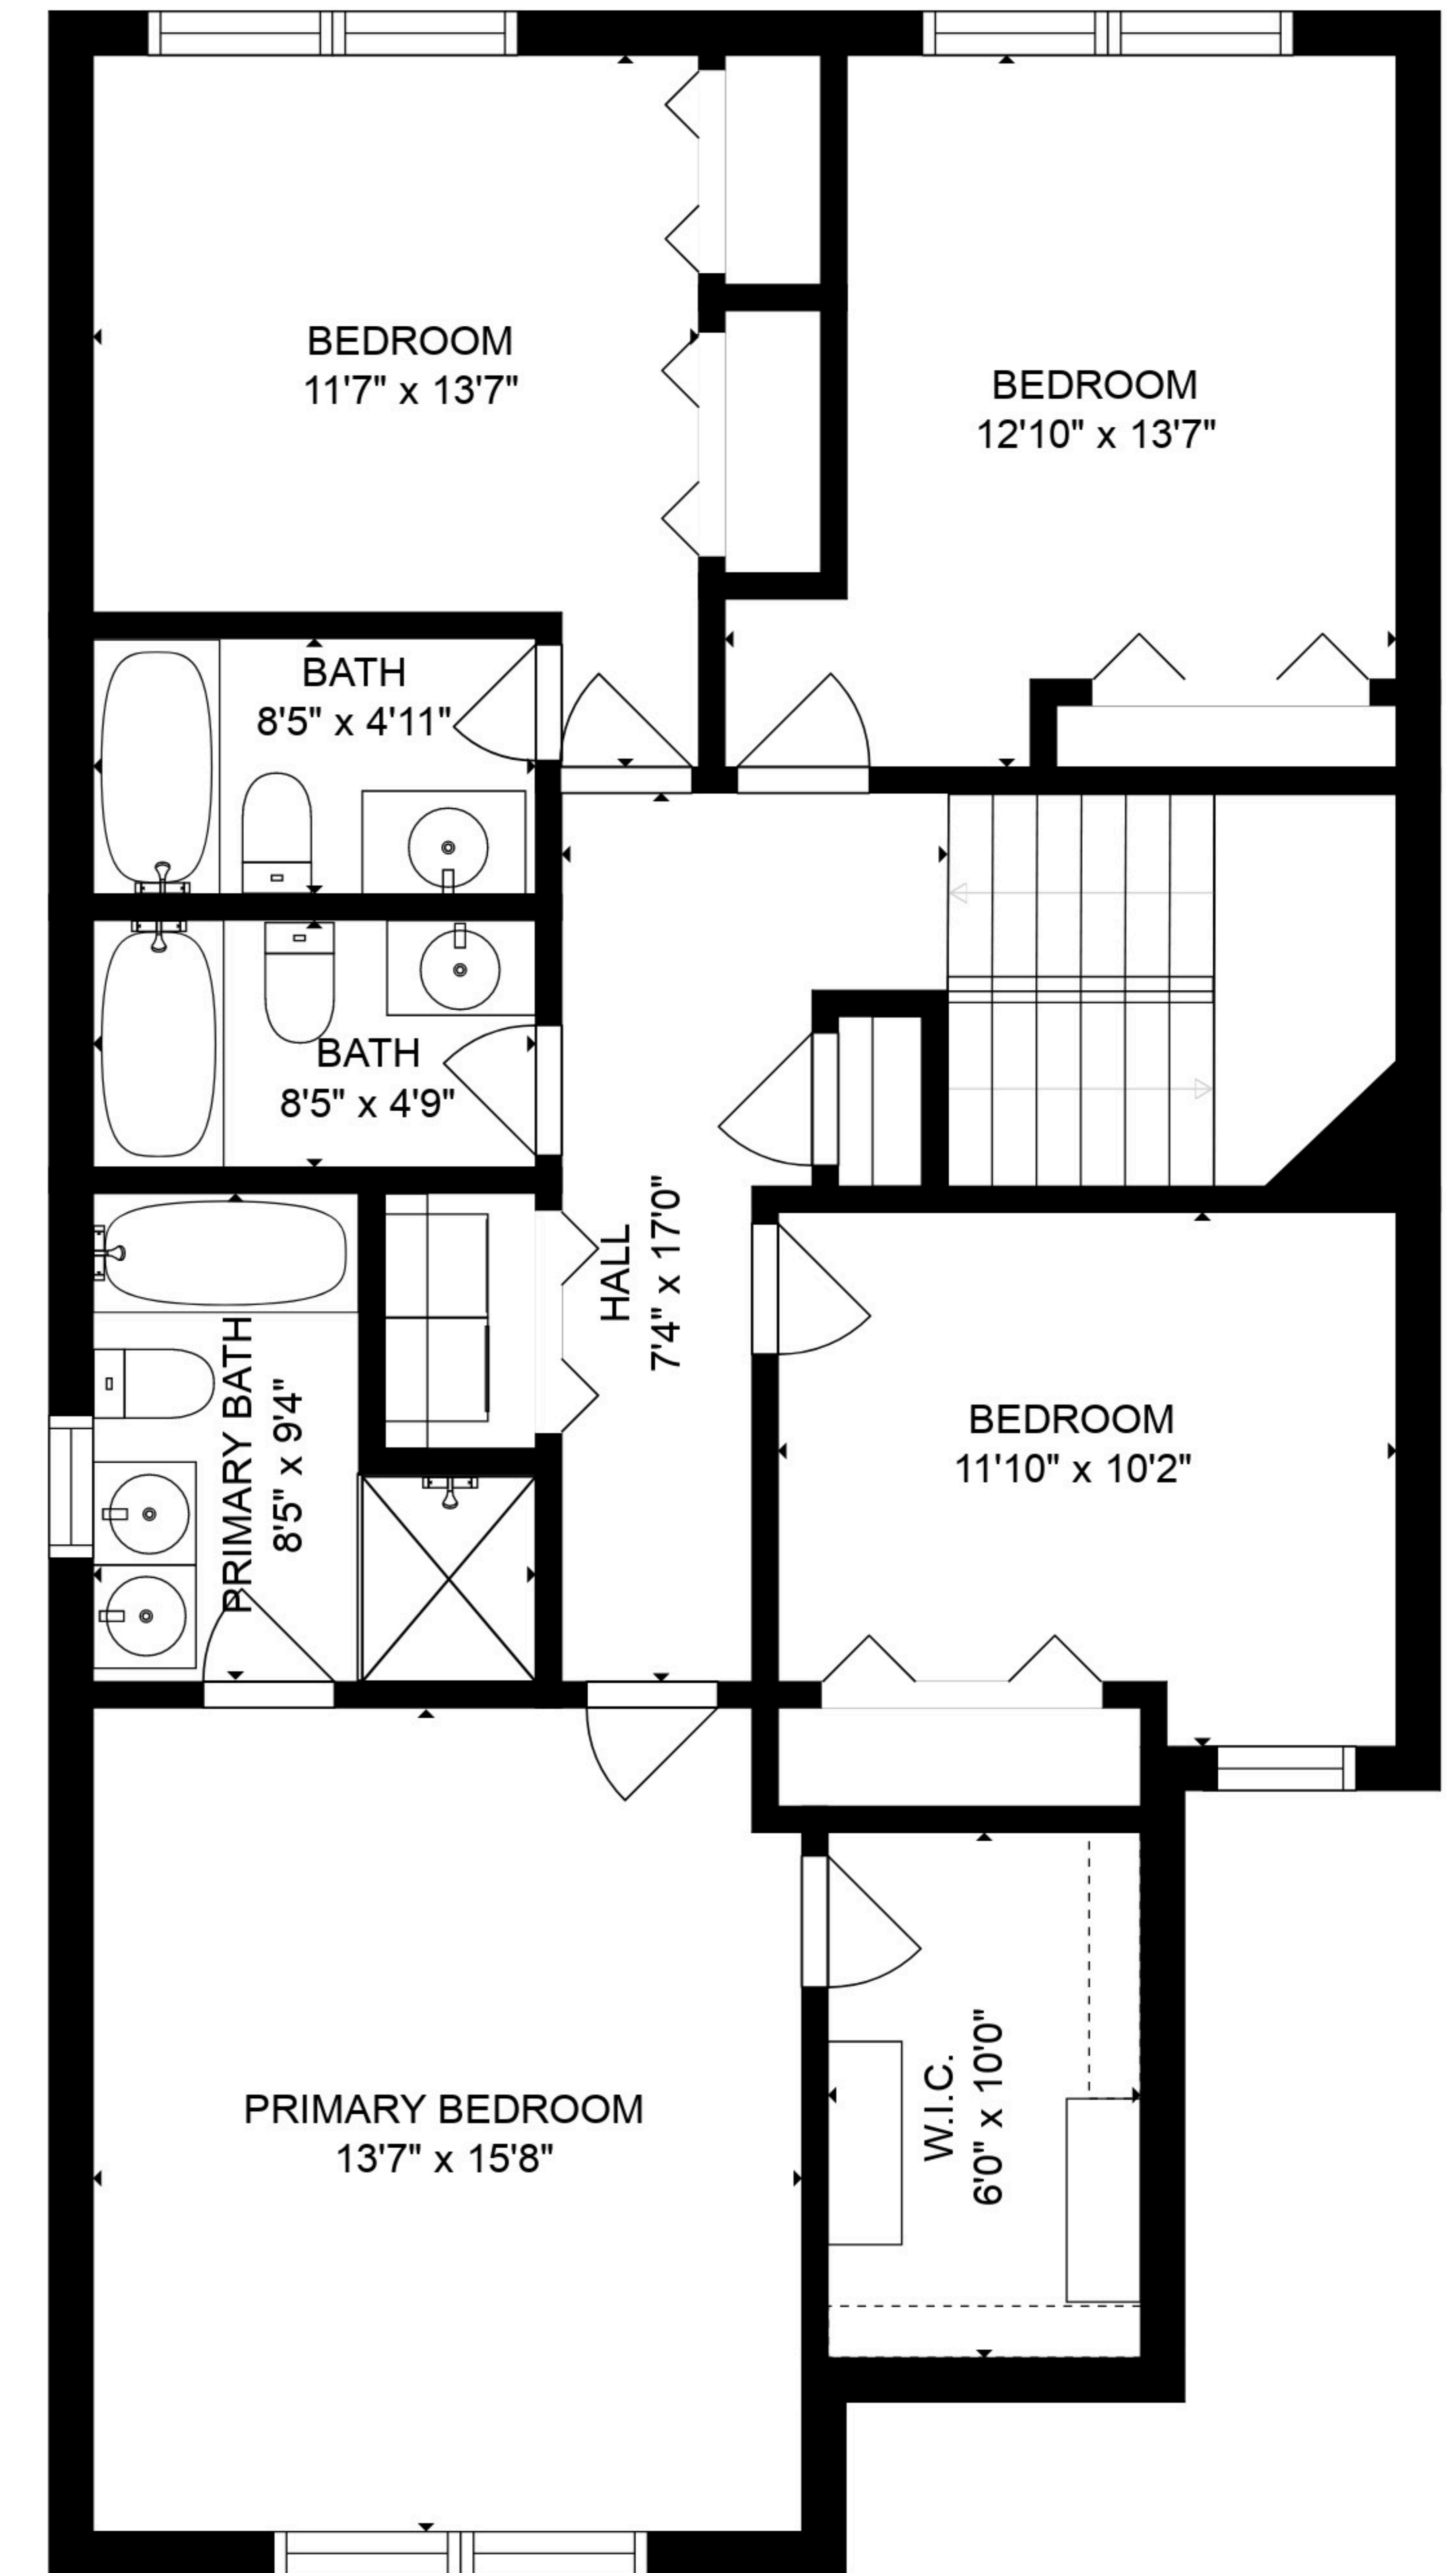 BEDROOM
11'7" x 13'7"
BEDROOM
12'10" x 13'7"
BATH
8'5" x 4'11"
BATH
8'5" x 4'9"
HALL
7'4" x 17'0"
PRIMARY BATH
8'5" x 9'4"
BEDROOM
11'10" x 10'2"
PRIMARY BEDROOM
13'7" x 15'8"
W.I.C.
6'0" x 10'0"